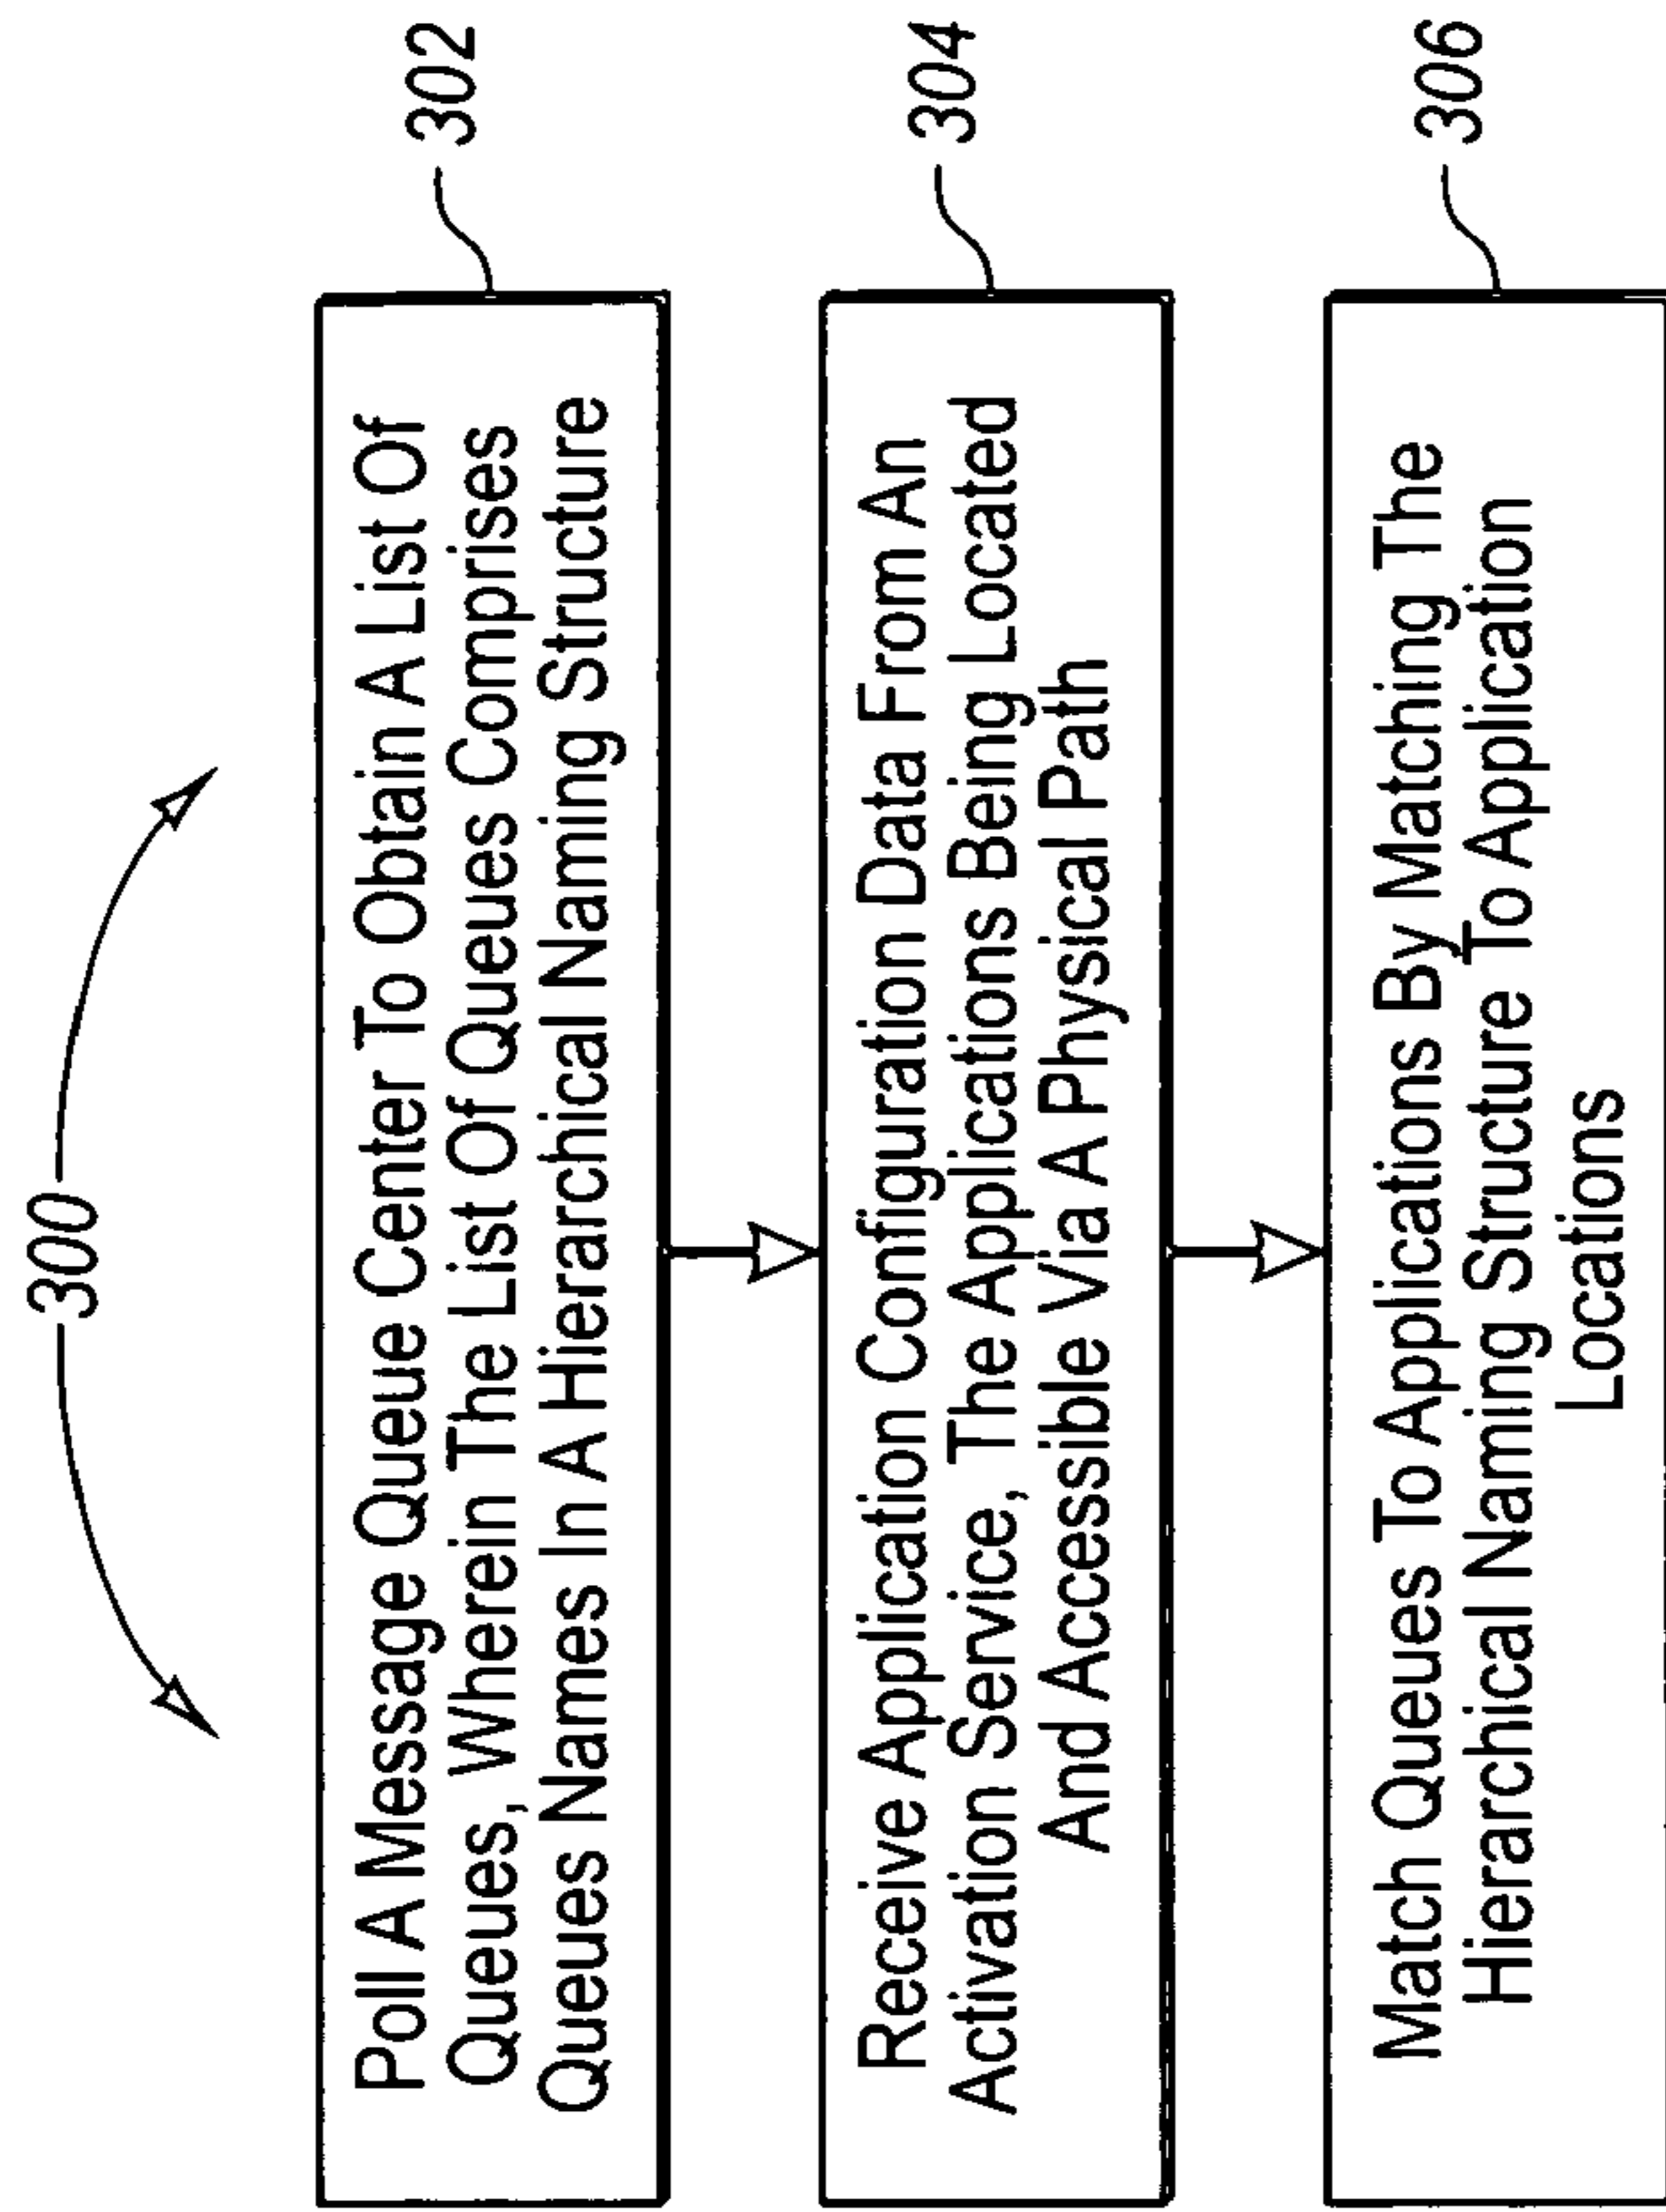 300
Poll A Message Queue Center To Obtain A List Of
Queues, Wherein The List Of Queues Comprises
Queues Names In A Hierarchical Naming Structure
302
Receive Application Configuration Data From An
Activation Service, The Applications Being Located
And Accessible Via A Physical Path
304
Match Queues To Applications By Matching The
Hierarchical Naming Structure To Application
Locations
306